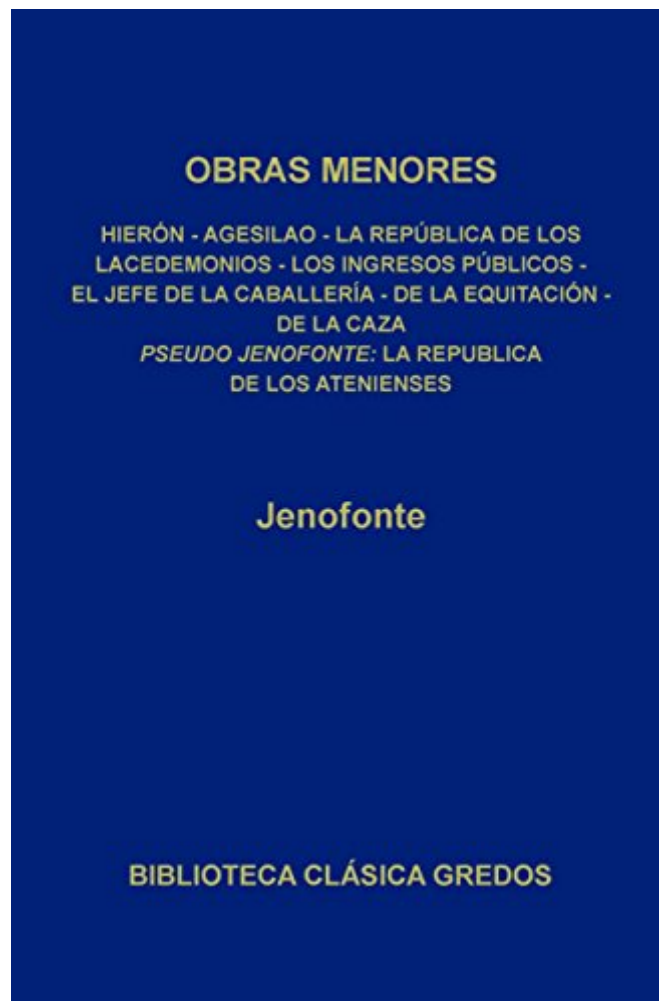 OBRAS MENORES
HIERÓN - AGESILAO - LA REPÚBLICA DE LOS
LACEDEMONIOS - LOS INGRESOS PÚBLICOS -
EL JEFE DE LA CABALLERÍA - DE LA EQUITACIÓN -
DE LA CAZA
PSEUDO JENOFONTE: LA REPUBLICA
DE LOS ATENIENSES
Jenofonte
BIBLIOTECA CLÁSICA GREDOS